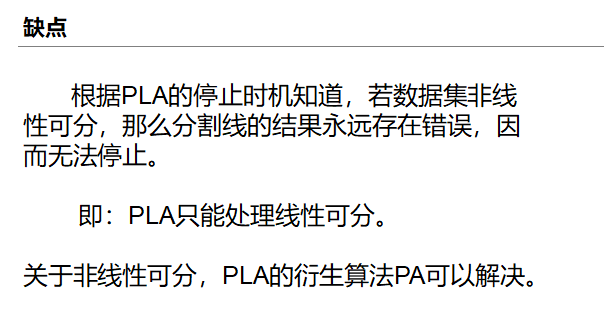 缺点
根据PLA的停止时机知道，若数据集非线
性可分，那么分割线的结果永远存在错误，因
而无法停止。
即：PLA只能处理线性可分。
关于非线性可分，PLA的衍生算法PA可以解决。